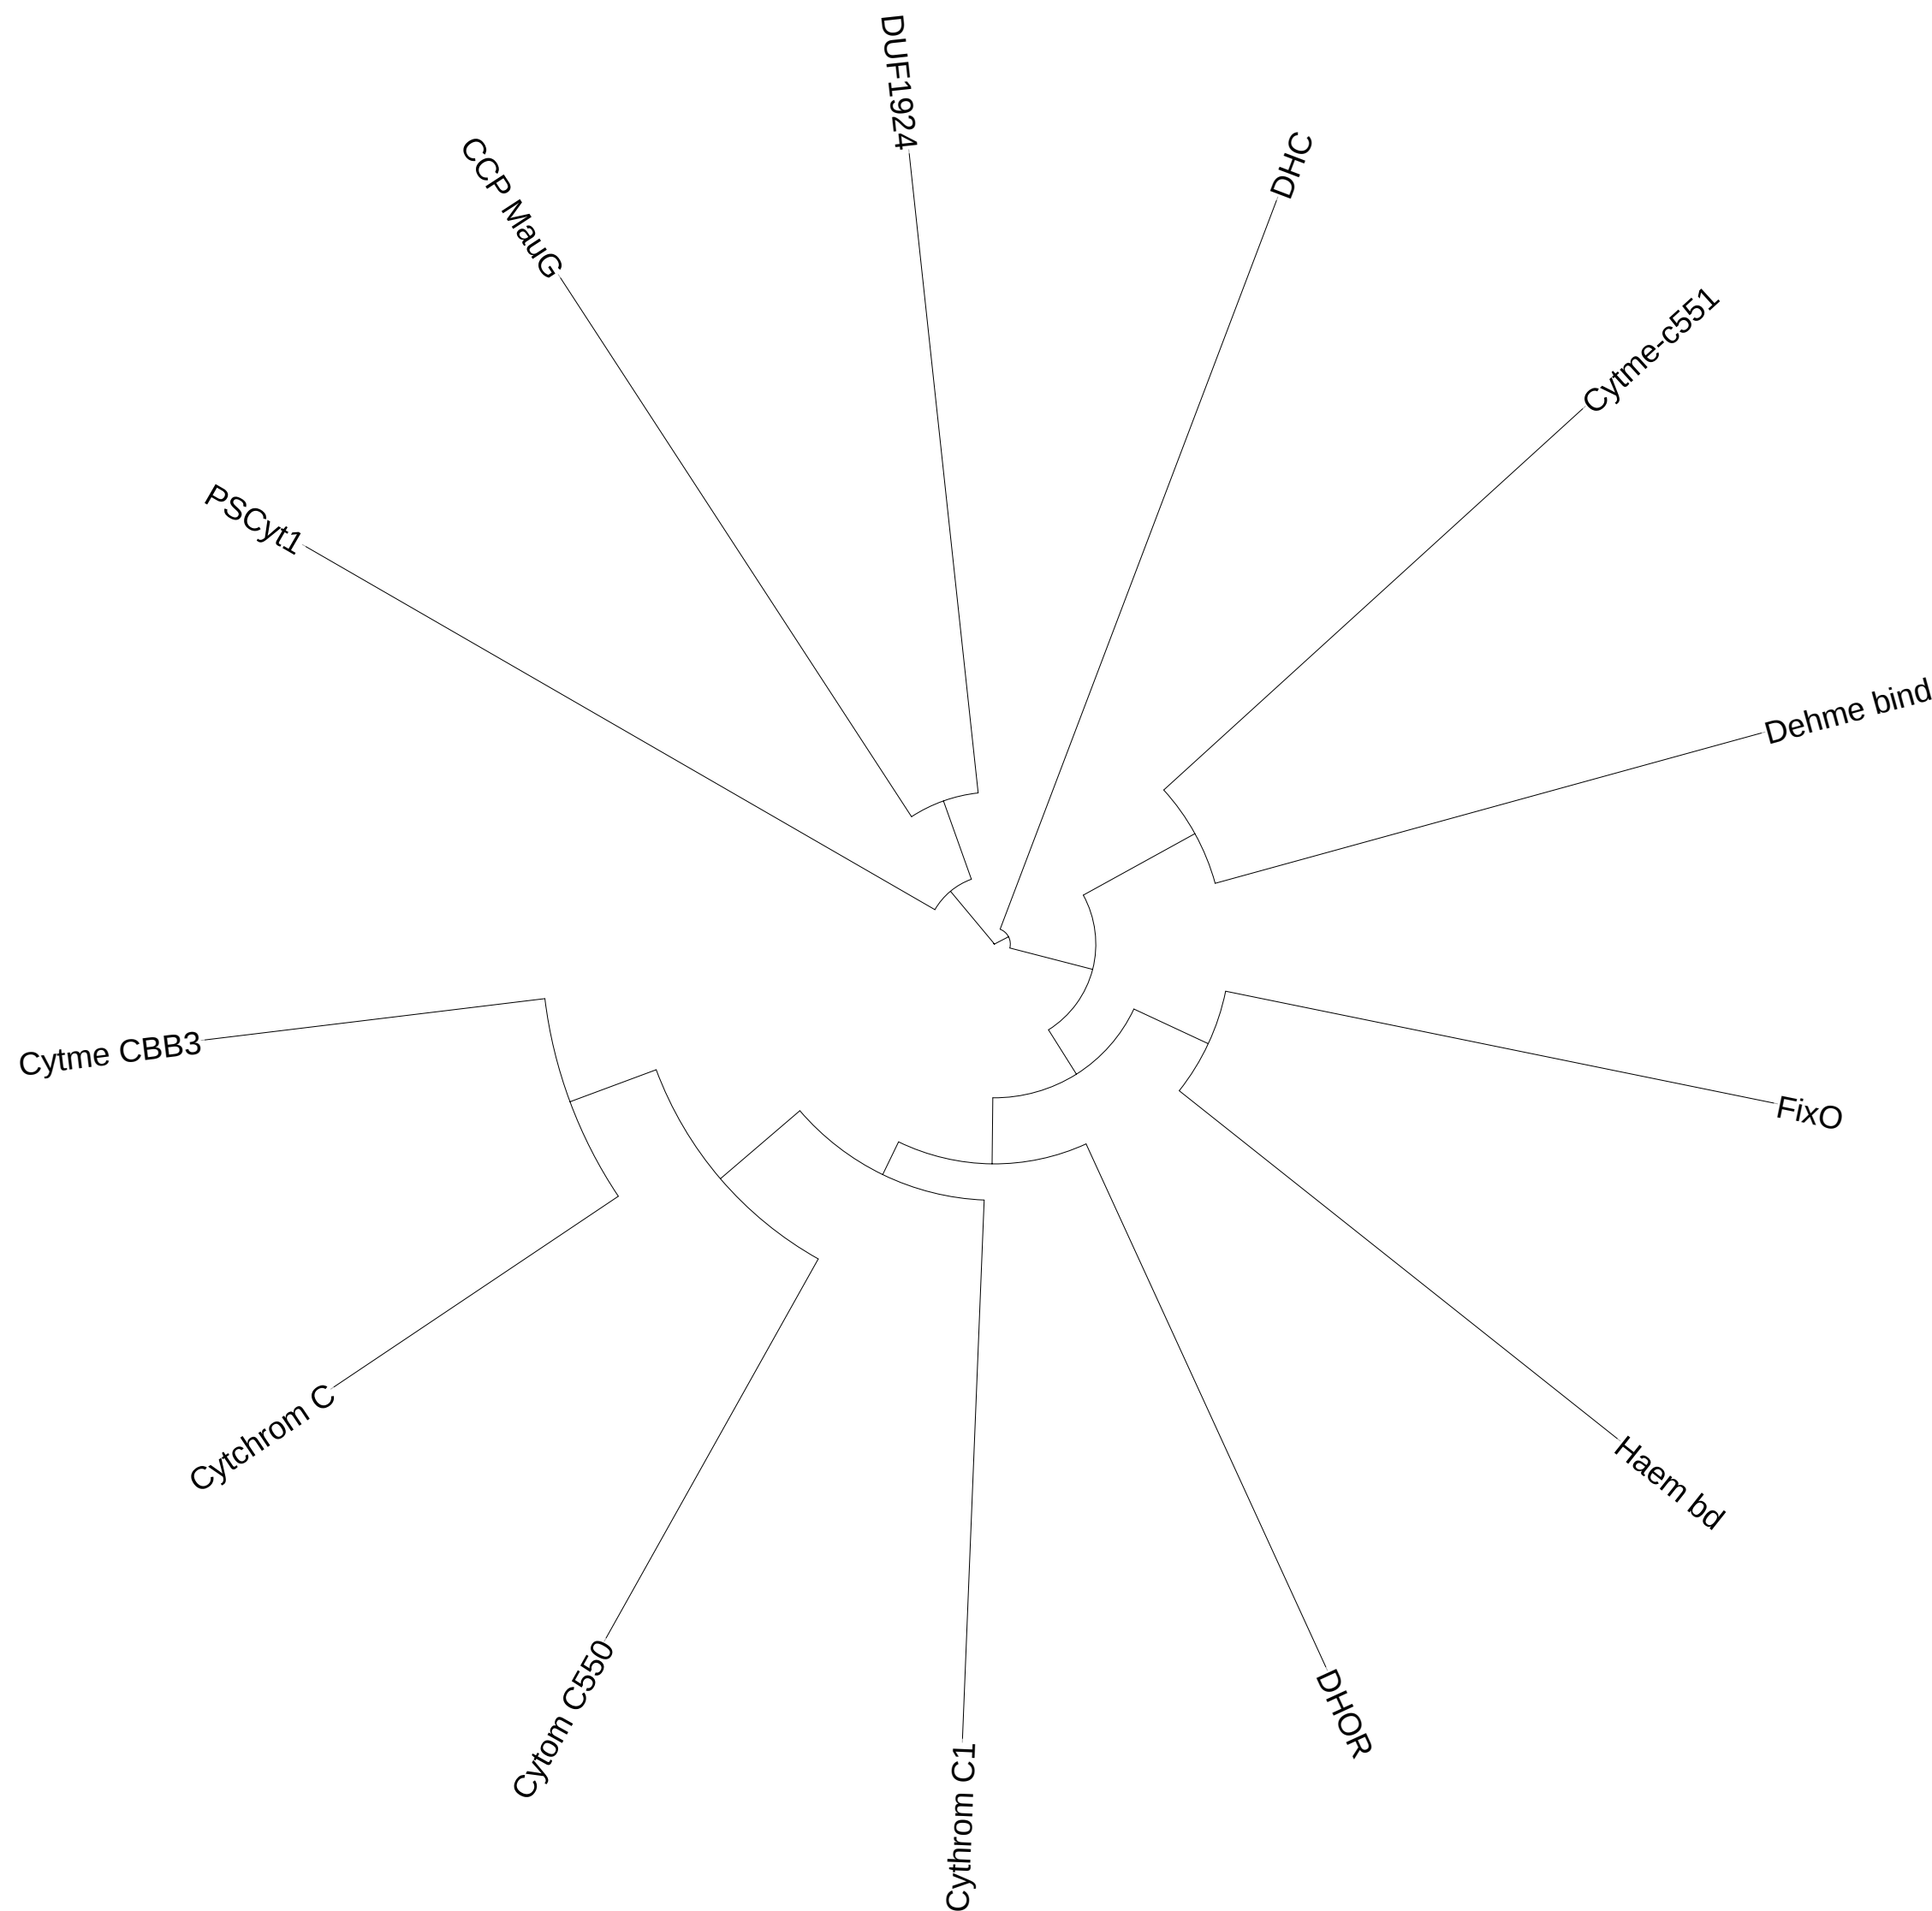 DUF1924
DHC
CCP MauG
Cytme-c551
PSCyt1
Dehme bind
Cytme CBB3
FixO
Cytchrom C
Haem bd
Cytom C550
DHOR
Cythrom C1